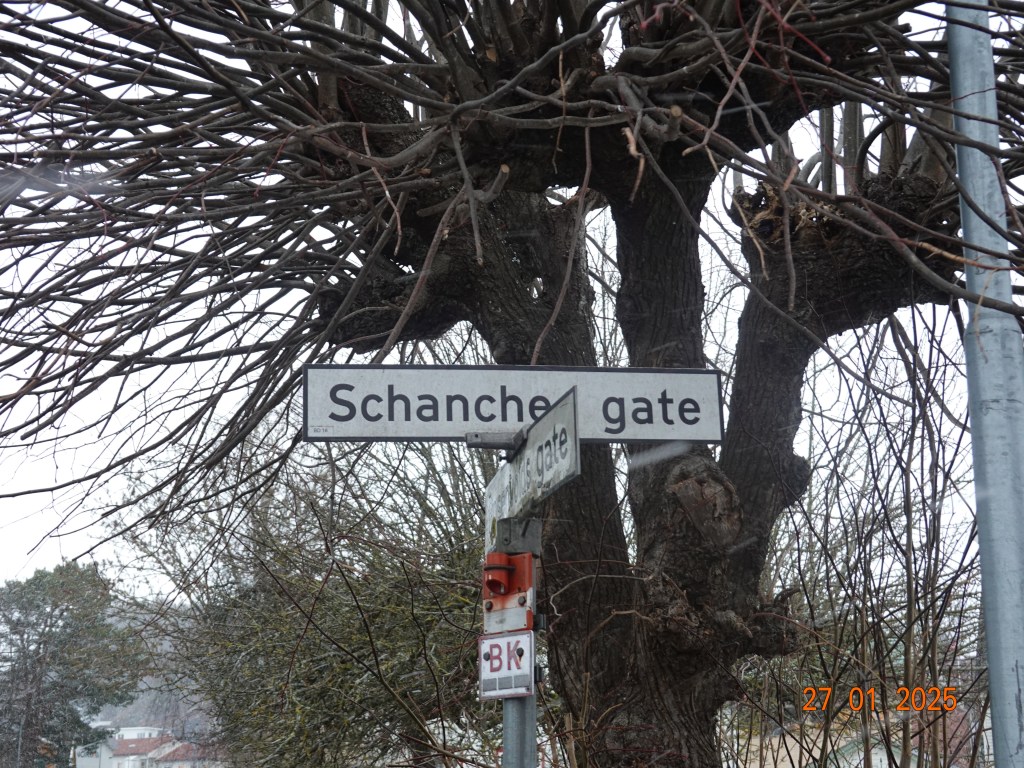 Schanche gate
gate
BK
27 01 2025